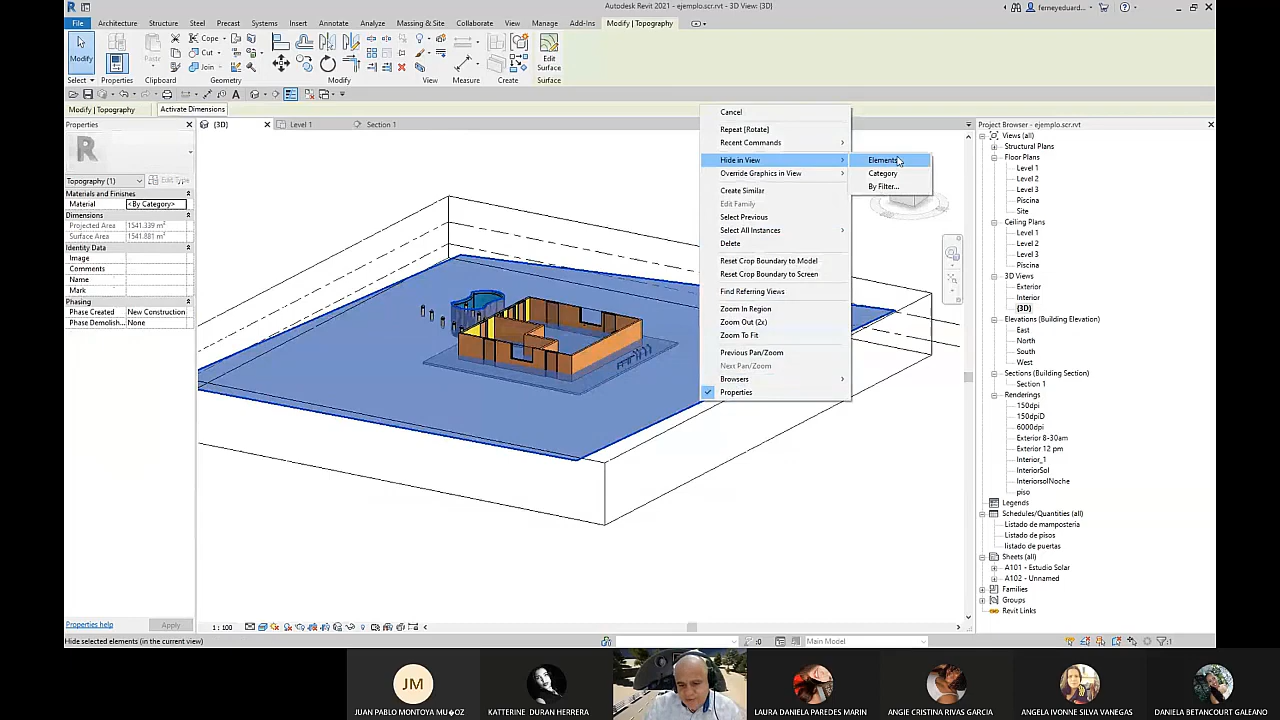 Autodesk Revit 2021 - ejemplo.scr.rvt - 3D View: {3D}
ferneyeduard...
File Architecture Structure Steel Precast Systems Insert Annotate Analyze Massing & Site Collaborate View Manage Add-Ins Modify | Topography
Cope
Cut
Join
Modify
Paste
Edit
Surface
Select Properties Clipboard Geometry Modify View Measure Create Surface
Modify | Topography Activate Dimensions
Properties
{3D} Level 1 Section 1
Topography (1) Edit Type
Materials and Finishes
Material <By Category>
Dimensions
Projected Area 1541.339 m²
Surface Area 1541.881 m²
Identity Data
Image
Comments
Name
Mark
Phasing
Phase Created New Construction
Phase Demolish... None
Properties help Apply
Cancel
Repeat [Rotate]
Recent Commands
Hide in View
Override Graphics in View
Create Similar
Edit Family
Select Previous
Select All Instances
Delete
Reset Crop Boundary to Model
Reset Crop Boundary to Screen
Find Referring Views
Zoom In Region
Zoom Out (2x)
Zoom To Fit
Previous Pan/Zoom
Next Pan/Zoom
Browsers
Properties
Elements
Category
By Filter...
Project Browser - ejemplo.scr.rvt
Views (all)
Structural Plans
Floor Plans
Level 1
Level 2
Level 3
Piscina
Site
Ceiling Plans
Level 1
Level 2
Level 3
Piscina
3D Views
Exterior
Interior
{3D}
Elevations (Building Elevation)
East
North
South
West
Sections (Building Section)
Section 1
Renderings
150dpi
150dpiD
6000dpi
Exterior 8-30am
Exterior 12 pm
Interior_1
InteriorSol
InteriorsolNoche
piso
Legends
Schedules/Quantities (all)
Listado de mamposteria
Listado de pisos
listado de puertas
Sheets (all)
A101 - Estudio Solar
A102 - Unnamed
Families
Groups
Revit Links
1 : 100
Hide selected elements (in the current view)
:0
Main Model
:1
JM
JUAN PABLO MONTOYA MU�OZ
KATTERINE DURAN HERRERA
LAURA DANIELA PAREDES MARIN
ANGIE CRISTINA RIVAS GARCIA
ANGELA IVONNE SILVA VANEGAS
DANIELA BETANCOURT GALEANO